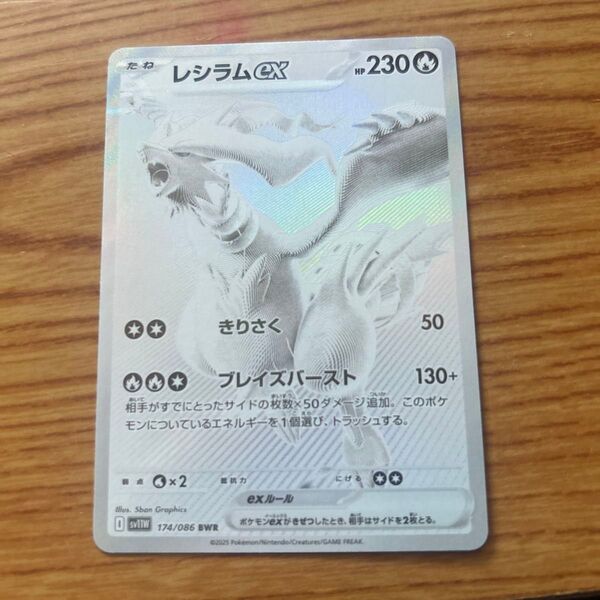 たね レシラムex HP230
きりさく 50
ブレイズバースト 130+
相手がすでにとったサイドの枚数×50ダメージ追加。このポケ
モンについているエネルギーを1個選び、トラッシュする。
弱点 ×2 抵抗力 にげる
exルール
ポケモンexがきぜつしたとき、相手はサイドを2枚とる。
Illus. 5ban Graphics
I sv11W 174/086 BWR
©2025 Pokémon/Nintendo/Creatures/GAME FREAK.